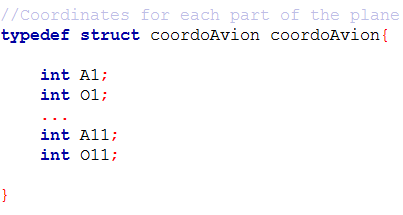 //Coordinates for each part of the plane
typedef struct coordoAvion coordoAvion{
int A1;
int O1;
...
int A11;
int O11;
}